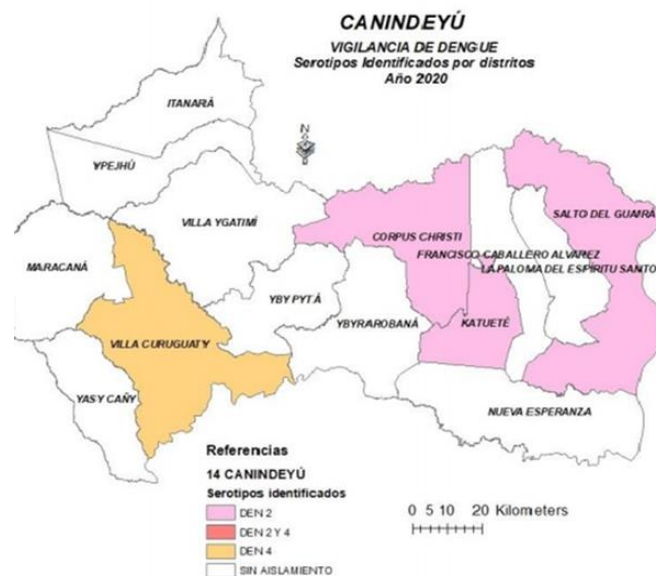 CANINDEYÚ
VIGILANCIA DE DENGUE
Serotipos Identificados por distritos
Año 2020
ITANARÁ
N
YPEJHÚ
VILLA YGATIMÍ
SALTO DEL GUAIRÁ
CORPUS CHRISTI
FRANCISCO CABALLERO ALVAREZ
MARACANÁ
LA PALOMA DEL ESPIRITU SANTO
YBY PYTÁ
YBYRAROBANÁ
KATUETÉ
VILLA CURUGUATY
YASY CAÑY
NUEVA ESPERANZA
Referencias
14 CANINDEYÚ
Serotipos identificados
DEN 2
DEN 2 Y 4
DEN 4
SIN AISLAMIENTO
0 5 10 20 Kilometers